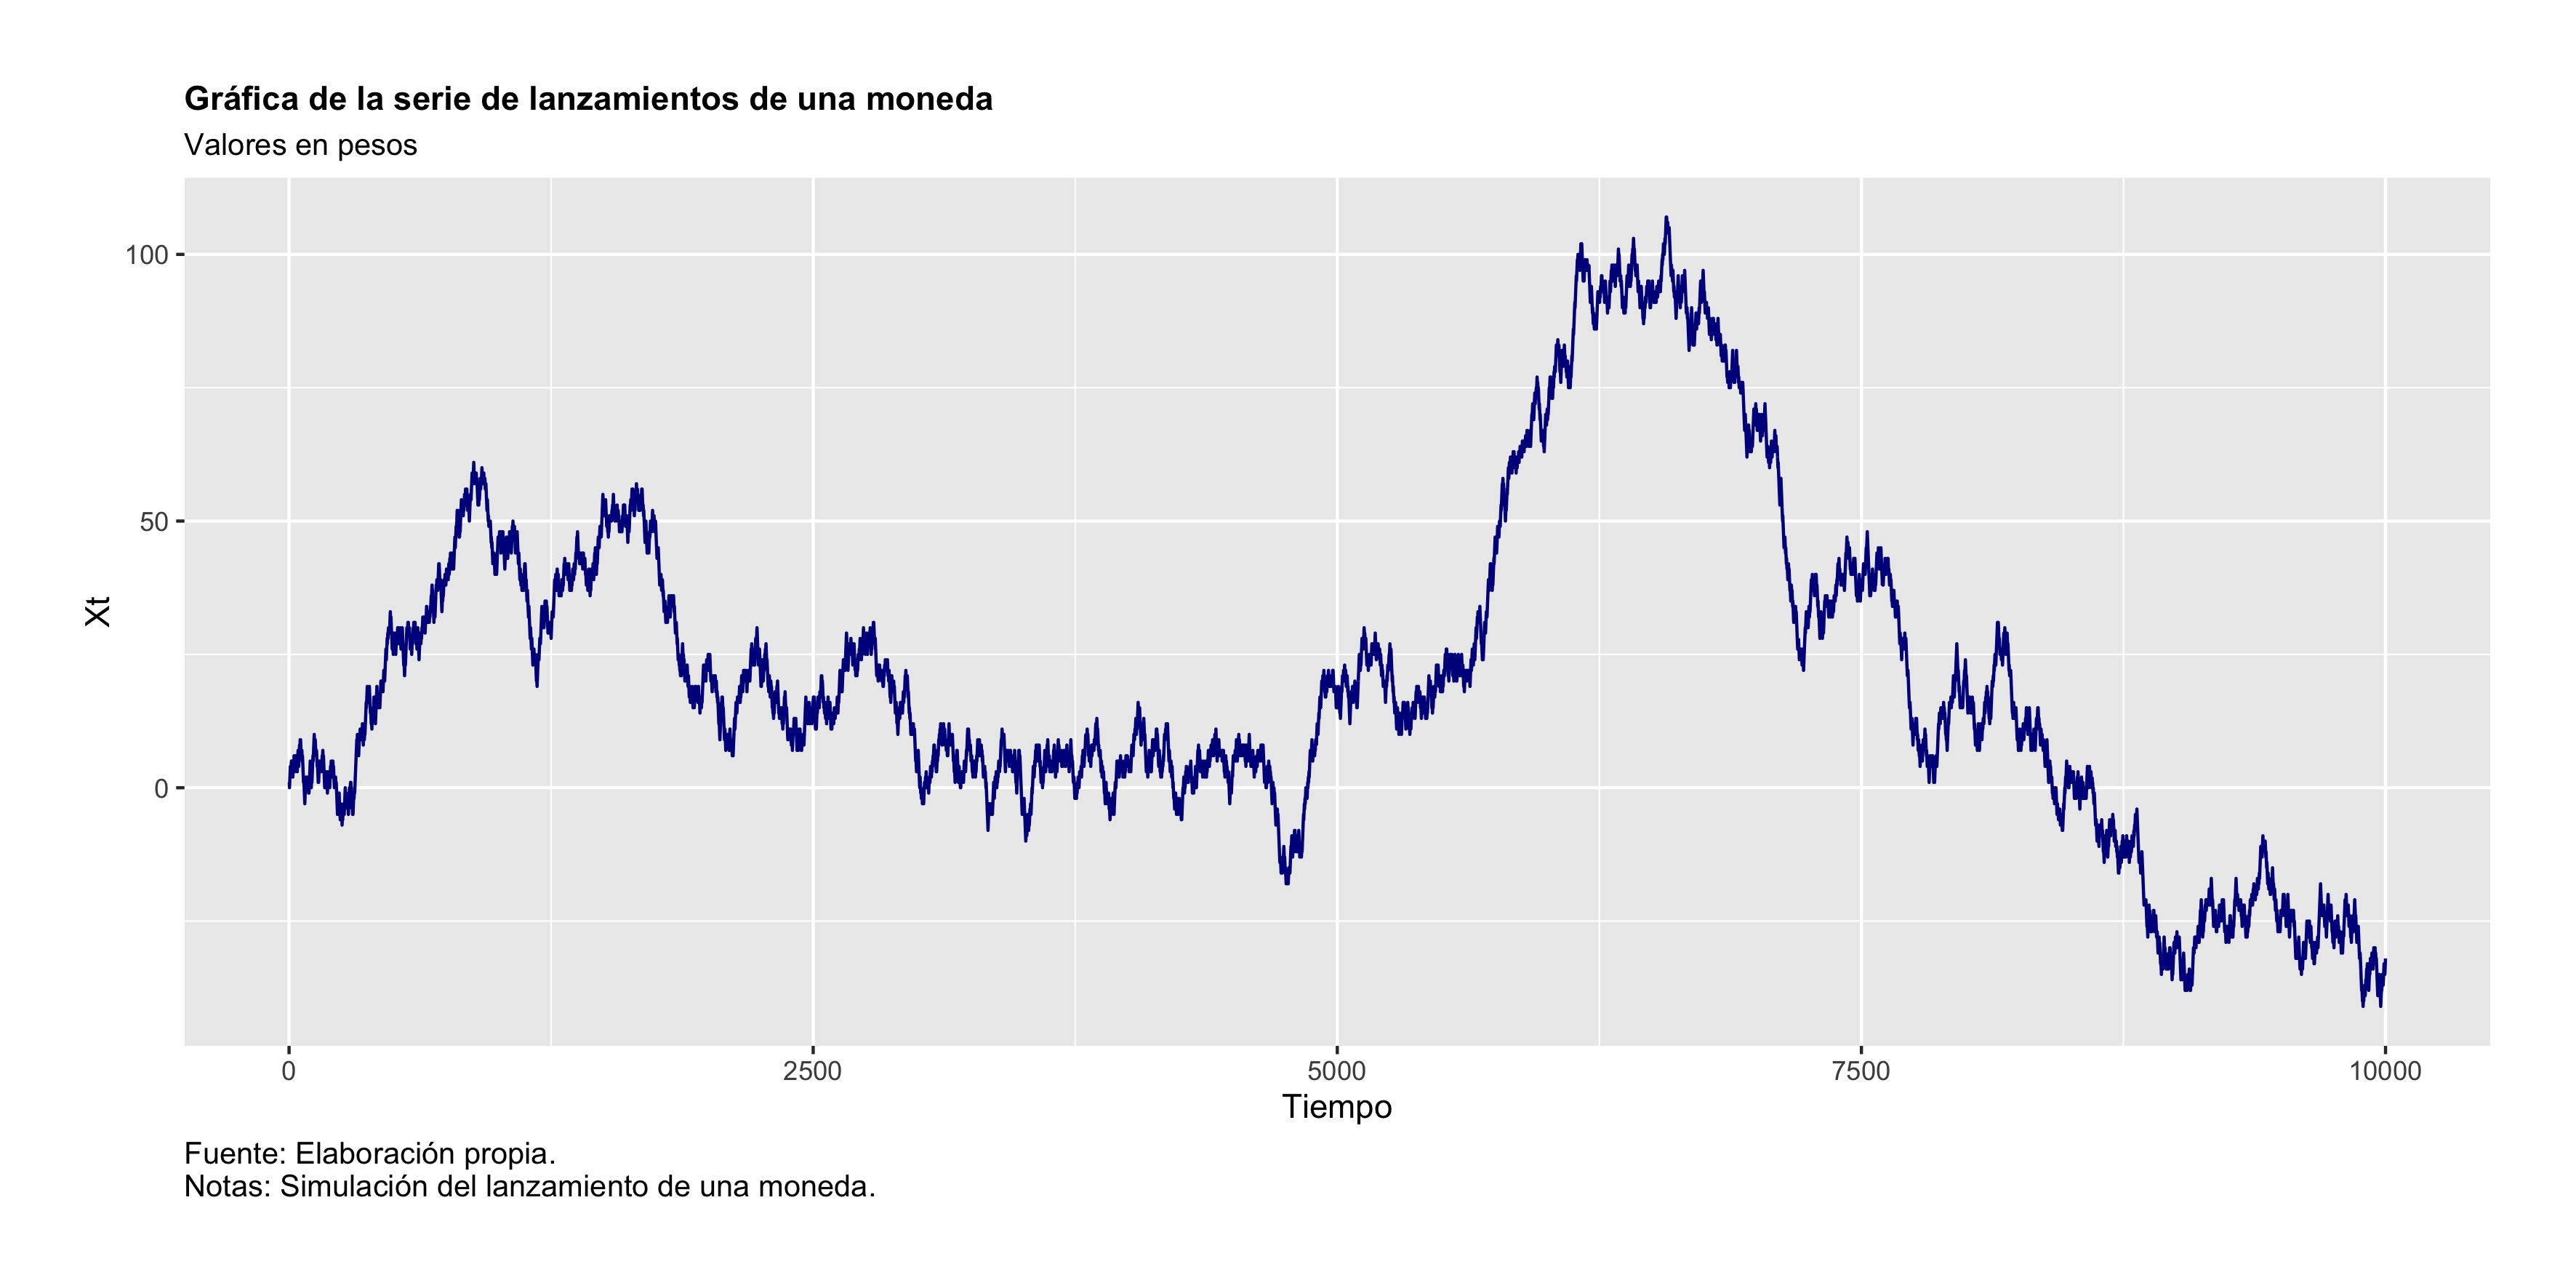 Gráfica de la serie de lanzamientos de una moneda
Valores en pesos
100
50
0
Xt
0 2500 5000 7500 10000
Tiempo
Fuente: Elaboración propia.
Notas: Simulación del lanzamiento de una moneda.